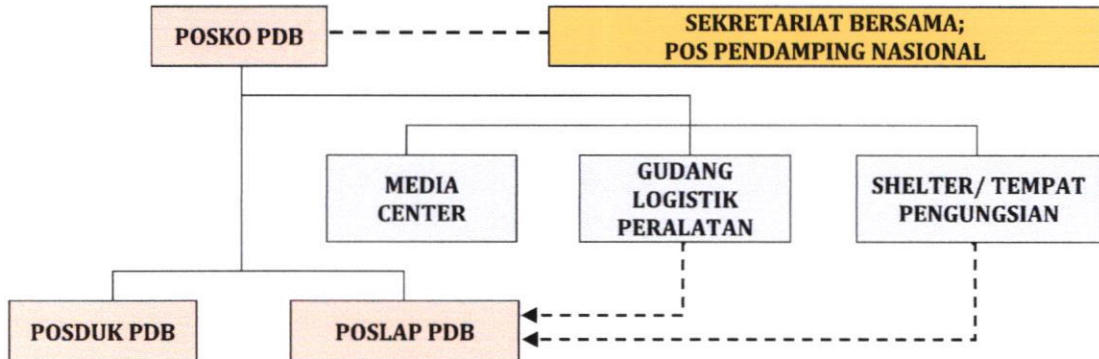 POSKO PDB
SEKRETARIAT BERSAMA;
POS PENDAMPING NASIONAL
MEDIA
CENTER
GUDANG
LOGISTIK
PERALATAN
SHELTER/ TEMPAT
PENGUNGSIAN
POSDUK PDB
POSLAP PDB